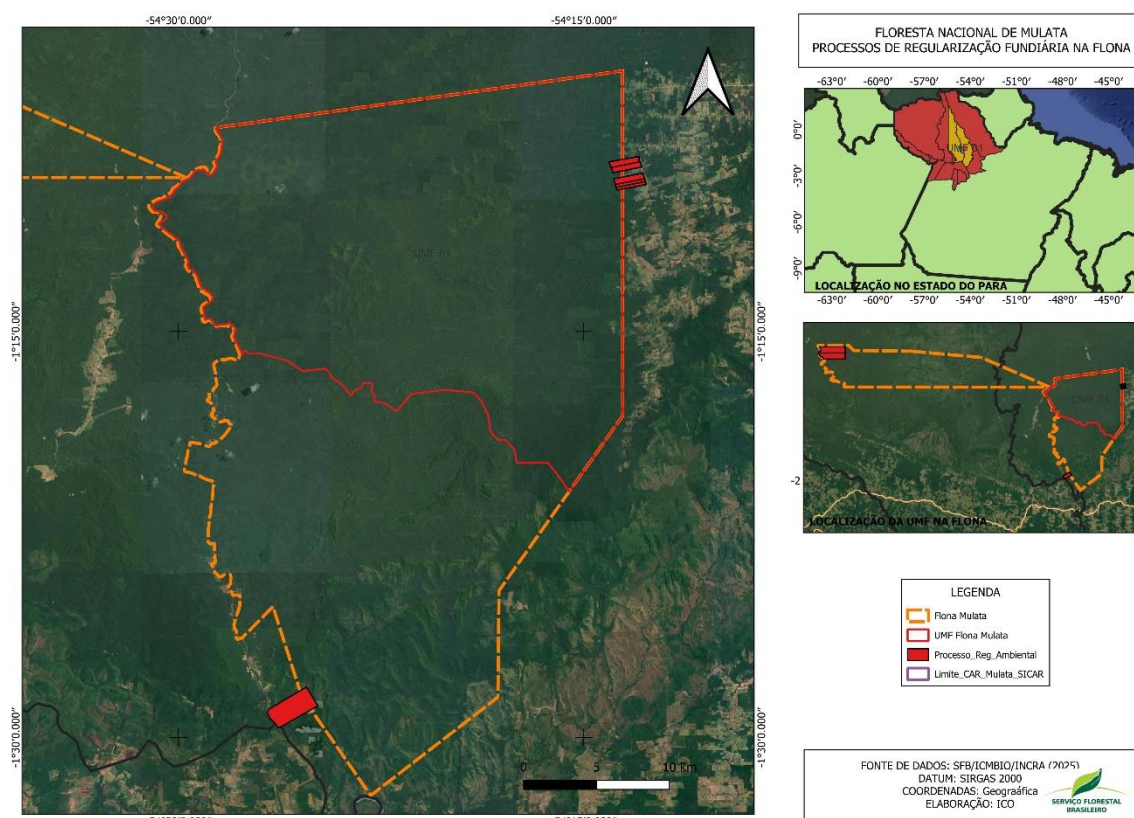 -54°30'0.000"
-54°15'0.000"
-1°15'0.000"
-1°15'0.000"
-1°30'0.000"
-1°30'0.000"
UMF 01
0
5
10 km
FLORESTA NACIONAL DE MULATA
PROCESSOS DE REGULARIZAÇÃO FUNDIÁRIA NA FLONA
-63°0' -60°0' -57°0' -54°0' -51°0' -48°0' -45°0'
0°0'
-3°0'
-6°0'
-9°0'
UMF 01
LOCALIZAÇÃO NO ESTADO DO PARÁ
-63°0' -60°0' -57°0' -54°0' -51°0' -48°0' -45°0'
UMF 01
-2
LOCALIZAÇÃO DA UMF NA FLONA
LEGENDA
Flona Mulata
UMF Flona Mulata
Processo_Reg_Ambiental
Limite_CAR_Mulata_SICAR
FONTE DE DADOS: SFB/ICMBIO/INCRA (2025)
DATUM: SIRGAS 2000
COORDENADAS: Geograáfica
ELABORAÇÃO: ICO
SERVIÇO FLORESTAL
BRASILEIRO